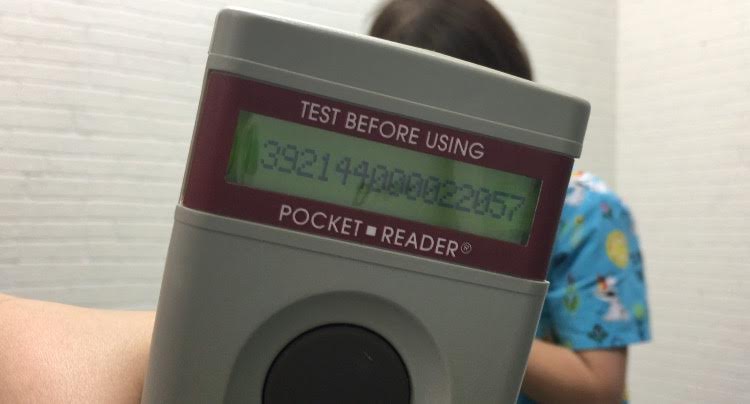 TEST BEFORE USING
392144000022057
POCKET■READER®